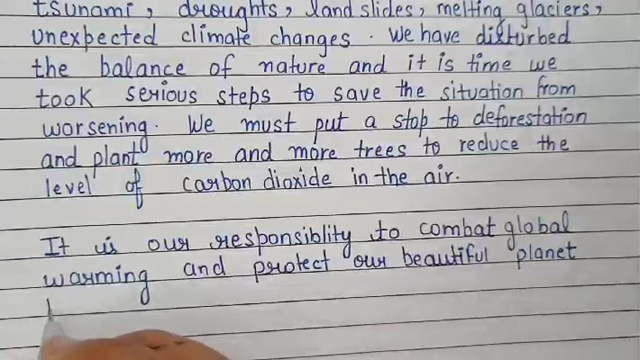 tsunami, droughts, landslides, melting glaciers,
unexpected climate changes. We have disturbed
the balance of nature and it is time we
took serious steps to save the situation from
worsening. We must put a stop to deforestation
and plant more and more trees to reduce the
level of carbon dioxide in the air.
It is our responsiblity to combat global
warming and protect our beautiful planet